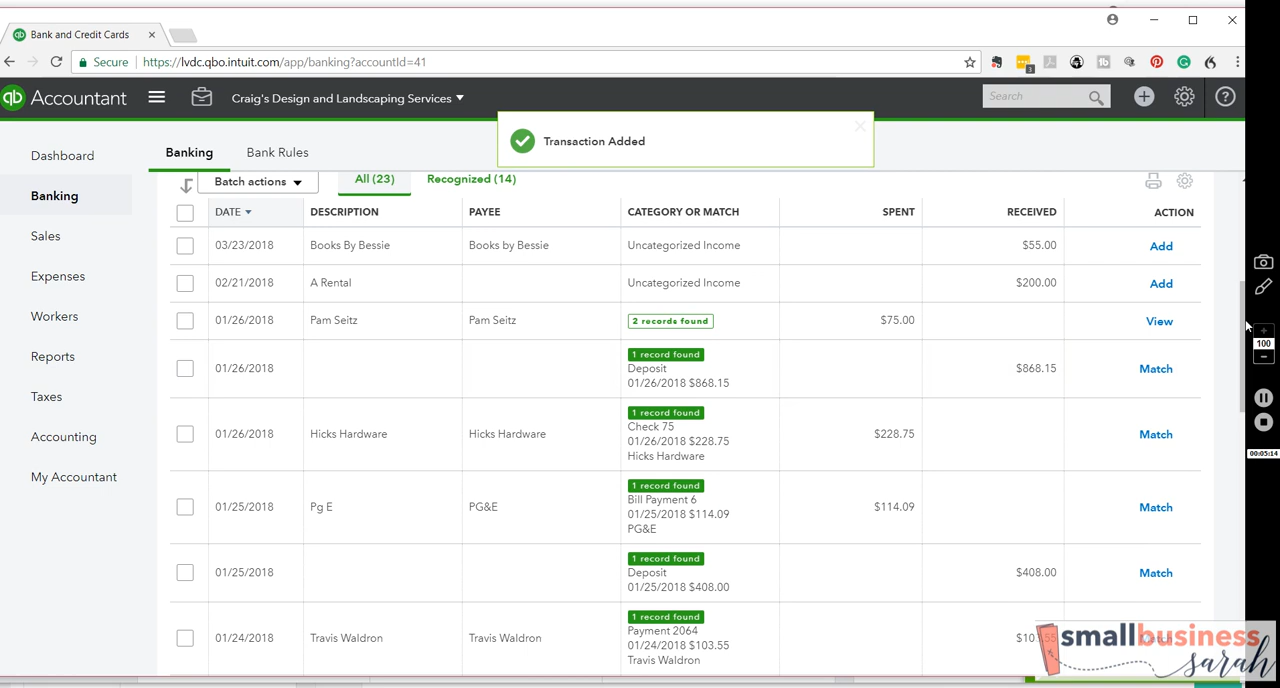 Bank and Credit Cards
Secure https://lvdc.qbo.intuit.com/app/banking?accountId=41
3
qb Accountant Craig's Design and Landscaping Services Search
Transaction Added
Dashboard
Banking
Sales
Expenses
Workers
Reports
Taxes
Accounting
My Accountant
Banking Bank Rules
Batch actions All (23) Recognized (14)
DATE DESCRIPTION PAYEE CATEGORY OR MATCH SPENT RECEIVED ACTION
03/23/2018 Books By Bessie Books by Bessie Uncategorized Income $55.00 Add
02/21/2018 A Rental Uncategorized Income $200.00 Add
01/26/2018 Pam Seitz Pam Seitz 2 records found $75.00 View
1 record found
01/26/2018 Deposit $868.15 Match
01/26/2018 $868.15
1 record found
Check 75
01/26/2018 Hicks Hardware Hicks Hardware 01/26/2018 $228.75 $228.75 Match
Hicks Hardware
1 record found
Bill Payment 6
01/25/2018 Pg E PG&E 01/25/2018 $114.09 $114.09 Match
PG&E
1 record found
01/25/2018 Deposit $408.00 Match
01/25/2018 $408.00
1 record found
Payment 2064
01/24/2018 Travis Waldron Travis Waldron 01/24/2018 $103.55
Travis Waldron
100
00:05:14
smallbusiness
sarah